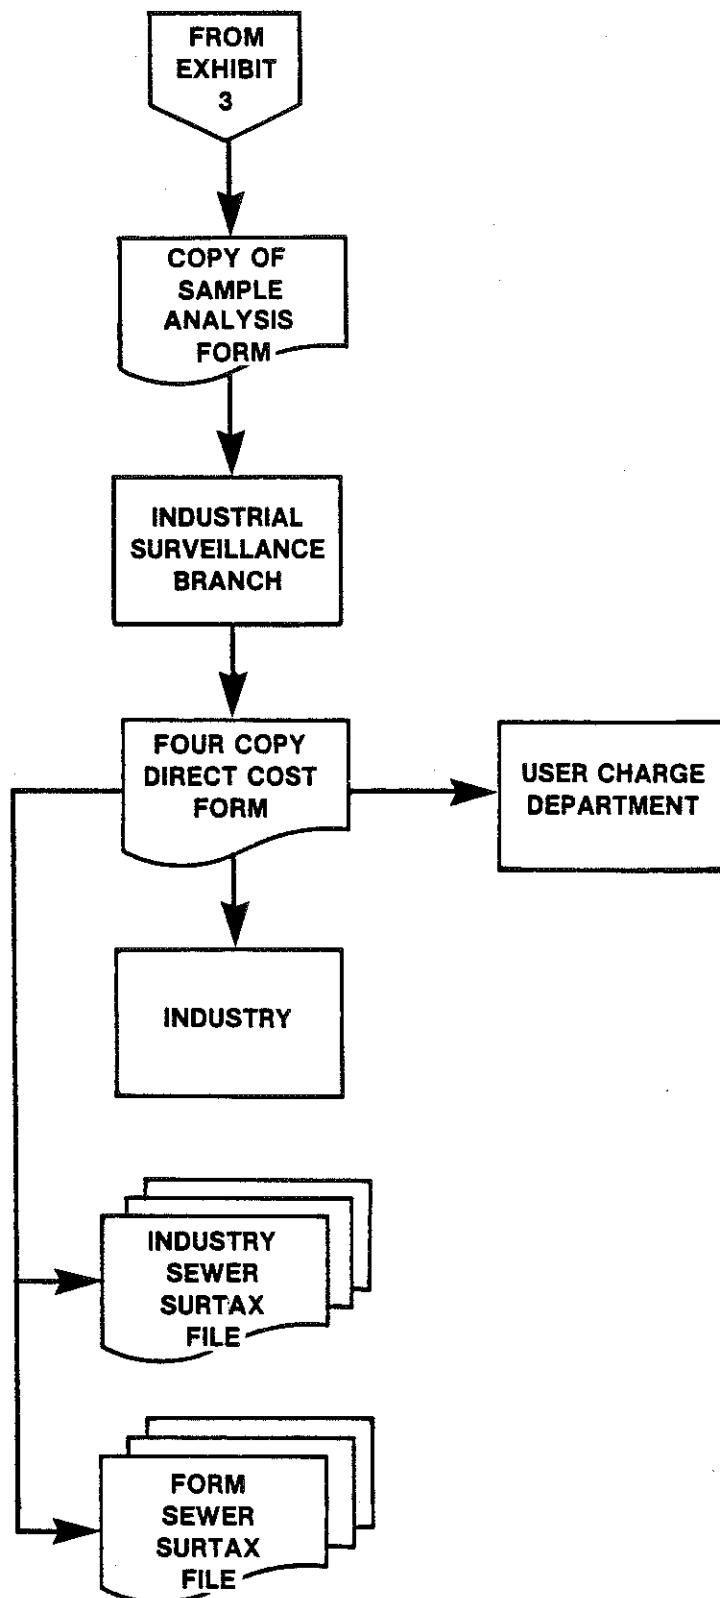 FROM
EXHIBIT
3
COPY OF
SAMPLE
ANALYSIS
FORM
INDUSTRIAL
SURVEILLANCE
BRANCH
FOUR COPY
DIRECT COST
FORM
USER CHARGE
DEPARTMENT
INDUSTRY
INDUSTRY
SEWER
SURTAX
FILE
FORM
SEWER
SURTAX
FILE